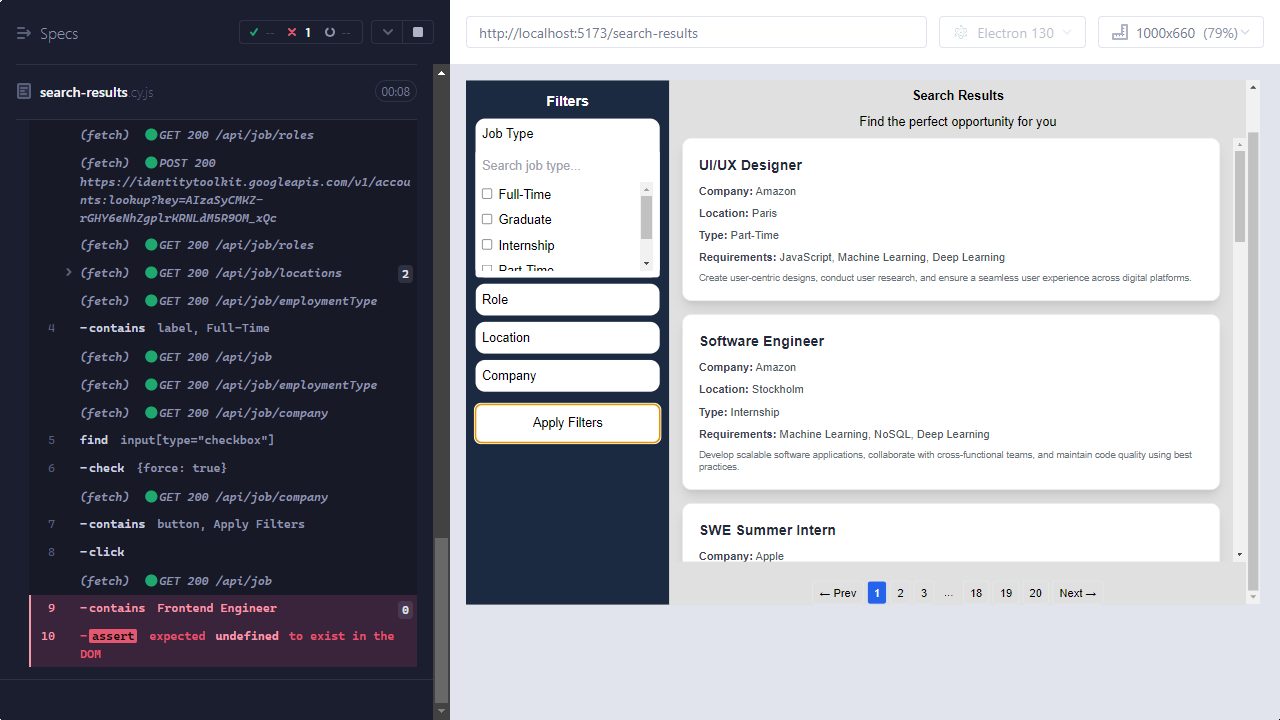 Specs
-- 1 --
search-results.cy.js
00:08
(fetch) GET 200 /api/job/roles
(fetch) POST 200
https://identitytoolkit.googleapis.com/v1/accou
nts:lookup?key=AIzaSyCMKZ-
rGHY6eNhZgplrKRNLdM5R9OM_xQc
(fetch) GET 200 /api/job/roles
(fetch) GET 200 /api/job/locations 2
(fetch) GET 200 /api/job/employmentType
4 -contains label, Full-Time
(fetch) GET 200 /api/job
(fetch) GET 200 /api/job/employmentType
(fetch) GET 200 /api/job/company
5 find input[type="checkbox"]
6 -check {force: true}
(fetch) GET 200 /api/job/company
7 -contains button, Apply Filters
8 -click
(fetch) GET 200 /api/job
9 -contains Frontend Engineer 0
10 -assert expected undefined to exist in the
DOM
http://localhost:5173/search-results
Electron 130
1000x660 (79%)
Filters
Job Type
Search job type...
Full-Time
Graduate
Internship
Part-Time
Role
Location
Company
Apply Filters
Search Results
Find the perfect opportunity for you
UI/UX Designer
Company: Amazon
Location: Paris
Type: Part-Time
Requirements: JavaScript, Machine Learning, Deep Learning
Create user-centric designs, conduct user research, and ensure a seamless user experience across digital platforms.
Software Engineer
Company: Amazon
Location: Stockholm
Type: Internship
Requirements: Machine Learning, NoSQL, Deep Learning
Develop scalable software applications, collaborate with cross-functional teams, and maintain code quality using best
practices.
SWE Summer Intern
Company: Apple
← Prev 1 2 3 ... 18 19 20 Next →